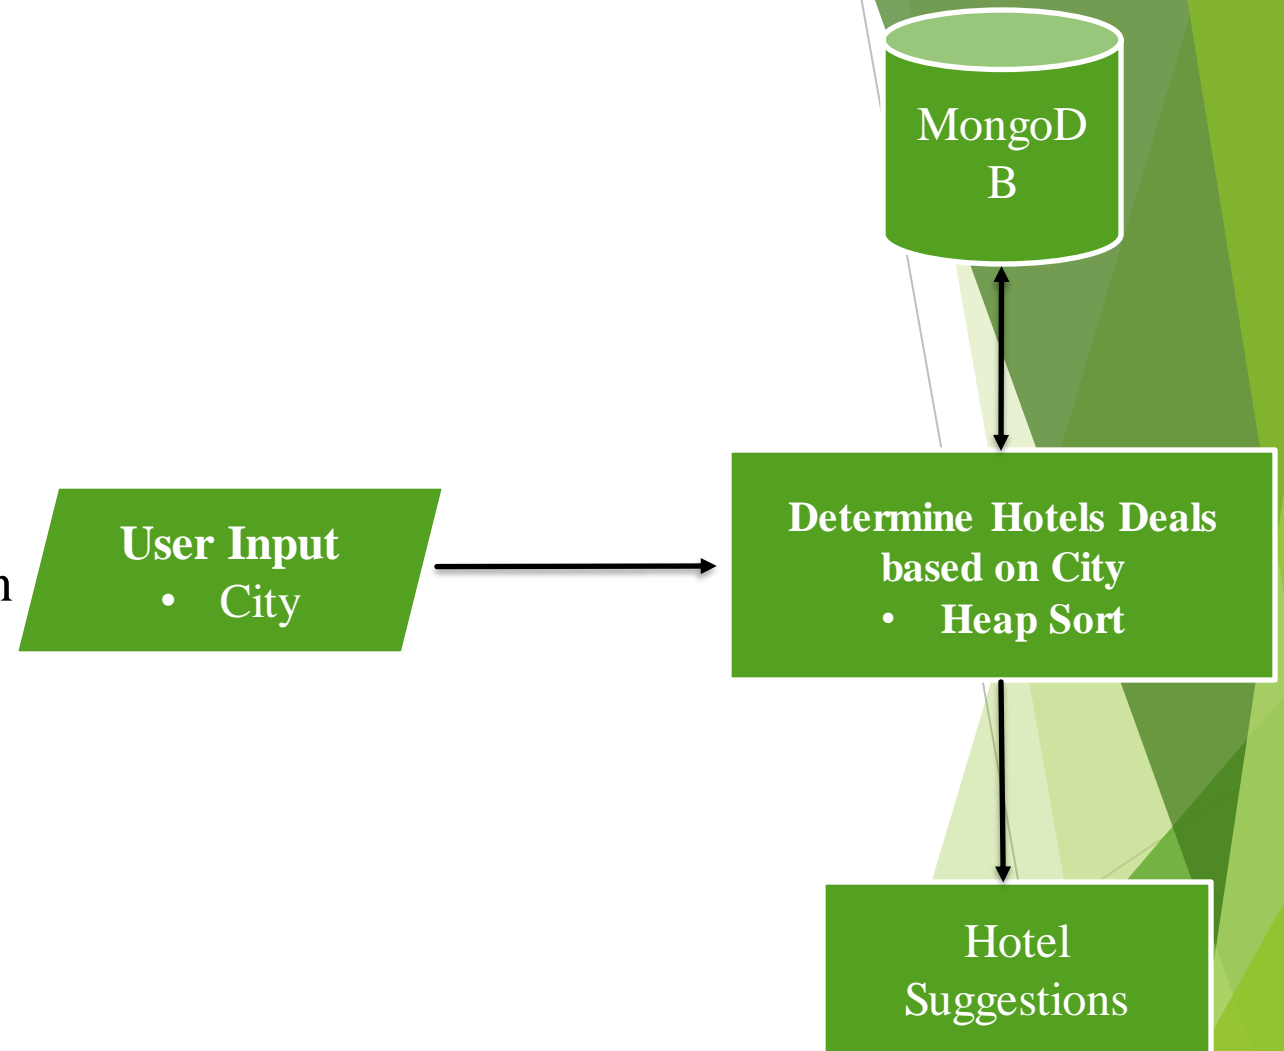 MongoD
B
User Input
• City
Determine Hotels Deals
based on City
• Heap Sort
Hotel
Suggestions